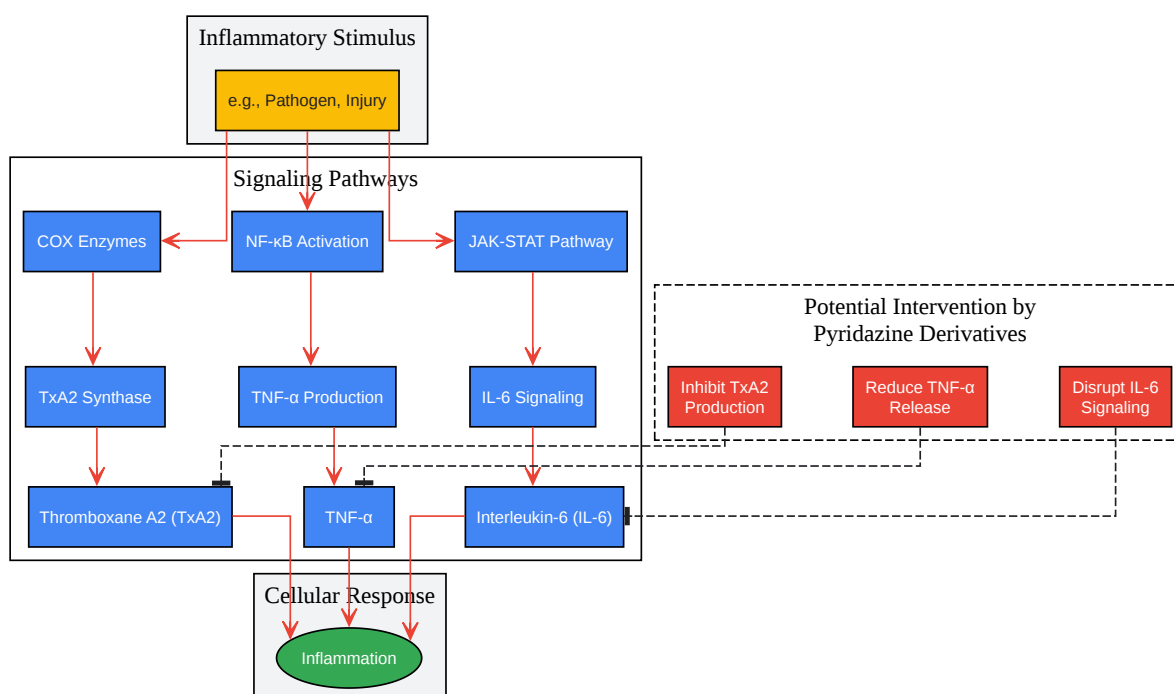 Inflammatory Stimulus
e.g., Pathogen, Injury
Signaling Pathways
COX Enzymes
NF-κB Activation
JAK-STAT Pathway
Potential Intervention by
Pyridazine Derivatives
TxA2 Synthase
TNF-α Production
IL-6 Signaling
Inhibit TxA2
Production
Reduce TNF-α
Release
Disrupt IL-6
Signaling
Thromboxane A2 (TxA2)
TNF-α
Interleukin-6 (IL-6)
Cellular Response
Inflammation